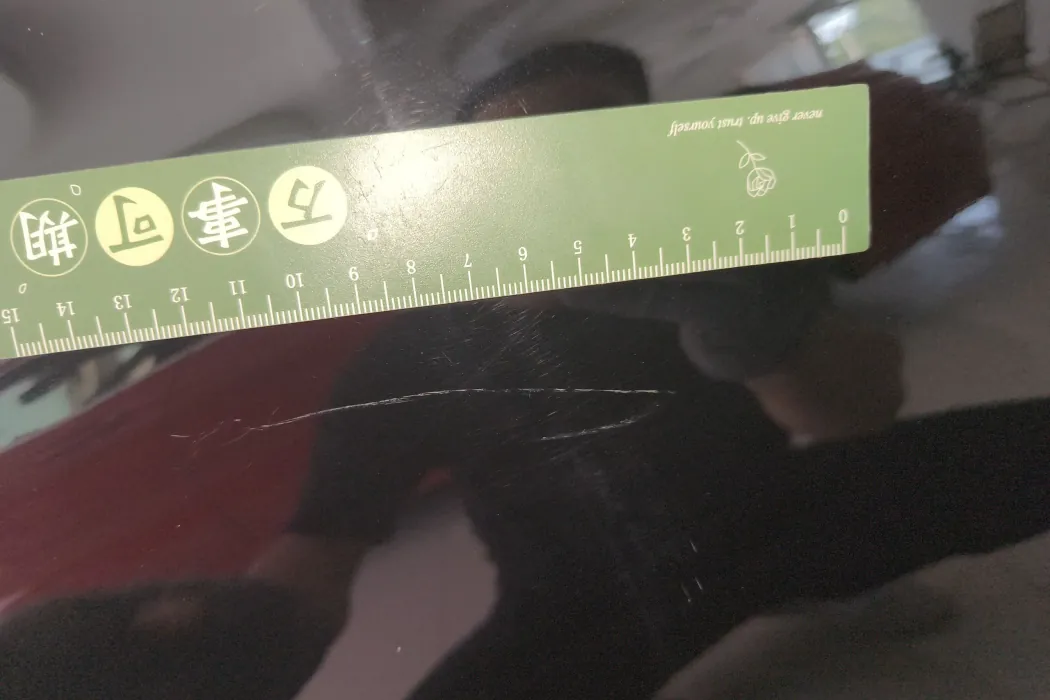 never give up. trust yourself
0 1 2 3 4 5 6 7 8 9 10 11 12 13 14 15
万事可期